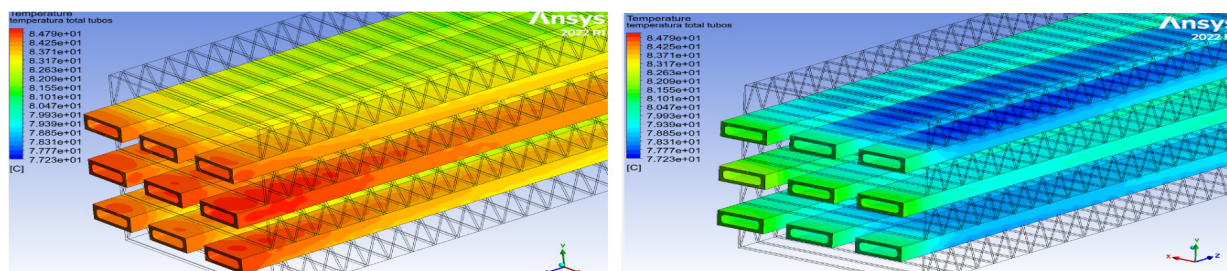 Temperature
temperatura total tubos
8.479e+01
8.425e+01
8.371e+01
8.317e+01
8.263e+01
8.209e+01
8.155e+01
8.101e+01
8.047e+01
7.993e+01
7.939e+01
7.885e+01
7.831e+01
7.777e+01
7.723e+01
[C]
Ansys
2022
Y
Temperature
temperatura total tubos
8.479e+01
8.425e+01
8.371e+01
8.317e+01
8.263e+01
8.209e+01
8.155e+01
8.101e+01
8.047e+01
7.993e+01
7.939e+01
7.885e+01
7.831e+01
7.777e+01
7.723e+01
[C]
Ansys
2022
Y
X
Z